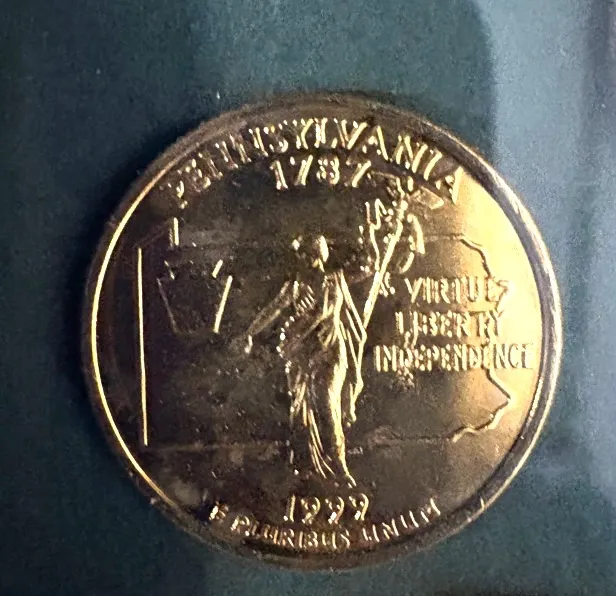 PENNSYLVANIA
1787
VIRTUE
LIBERTY
INDEPENDENCE
1999
E PLURIBUS UNUM